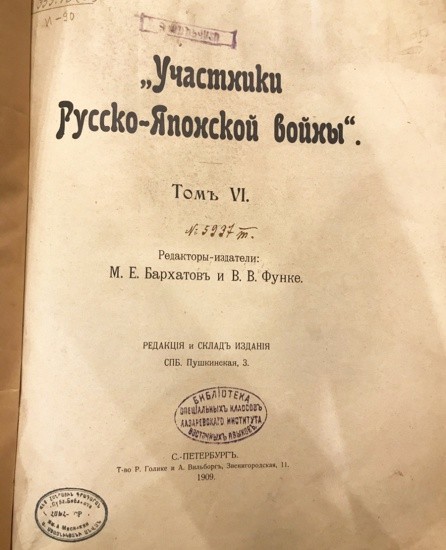 И-90
„Участники
Русско-Японской войны“.
Томъ VI.
№ 5937
Редакторы-издатели:
М. Е. Бархатовъ и В. В. Функе.
РЕДАКЦІЯ и СКЛАДЪ ИЗДАНІЯ
СПБ. Пушкинская, 3.
БИБЛІОТЕКА
СПЕЦІАЛЬНЫХЪ КЛАССОВЪ
ЛАЗАРЕВСКАГО ИНСТИТУТА
ВОСТОЧНЫХЪ ЯЗЫКОВЪ.
С.-ПЕТЕРБУРГЪ.
Т-во Р. Голике и А. Вильборгъ, Звенигородская, 11.
1909.